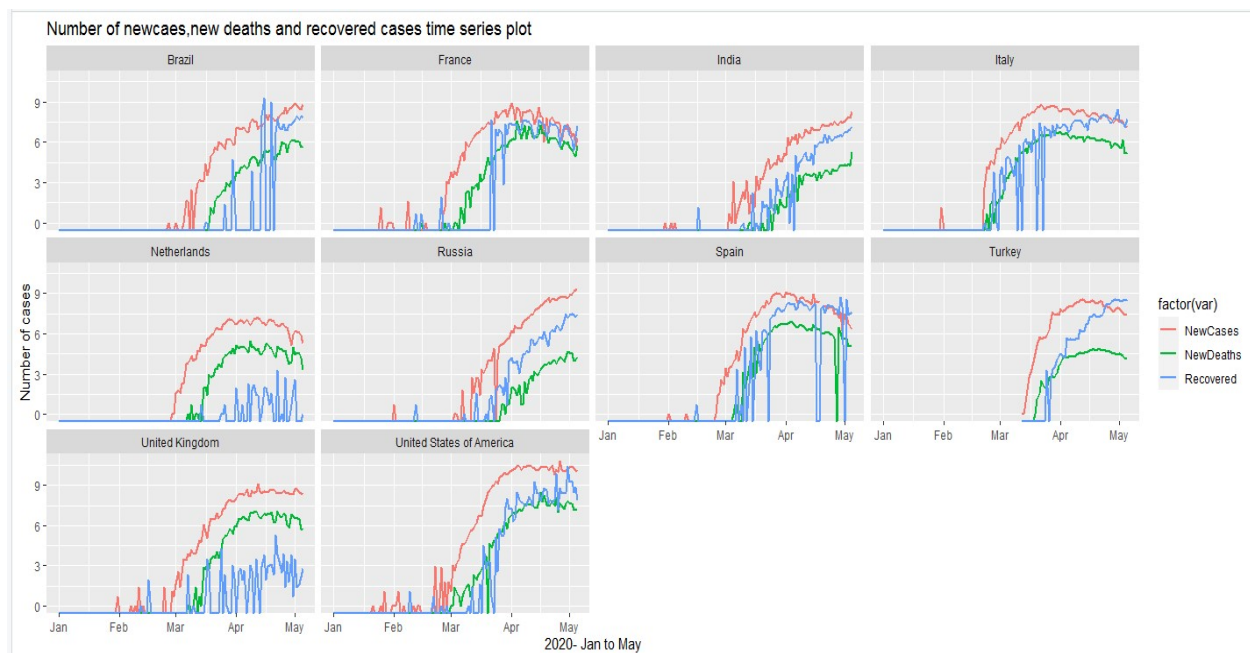 Number of newcaes,new deaths and recovered cases time series plot
Brazil
France
India
Italy
9
6
3
0
Netherlands
Russia
Spain
Turkey
Number of cases
9
6
3
0
Jan Feb Mar Apr May
Jan Feb Mar Apr May
United Kingdom
United States of America
9
6
3
0
Jan Feb Mar Apr May
Jan Feb Mar Apr May
2020- Jan to May
factor(var)
NewCases
NewDeaths
Recovered